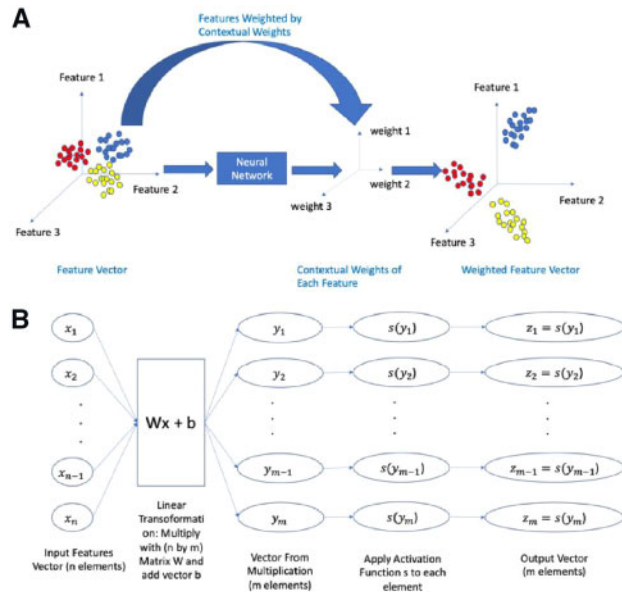 A
Features Weighted by
Contextual Weights
Feature 1
Feature 2
Feature 3
Neural
Network
weight 1
weight 2
weight 3
Feature 1
Feature 2
Feature 3
Feature Vector
Contextual Weights of
Each Feature
Weighted Feature Vector
B
x₁
x₂
xₙ₋₁
xₙ
Wx + b
y₁
s(y₁)
z₁ = s(y₁)
y₂
s(y₂)
z₂ = s(y₂)
yₘ₋₁
s(yₘ₋₁)
zₘ₋₁ = s(yₘ₋₁)
yₘ
s(yₘ)
zₘ = s(yₘ)
Input Features
Vector (n elements)
Linear
Transoformati
on: Multiply
with (n by m)
Matrix W and
add vector b
Vector From
Multiplication
(m elements)
Apply Activation
Function s to each
element
Output Vector
(m elements)